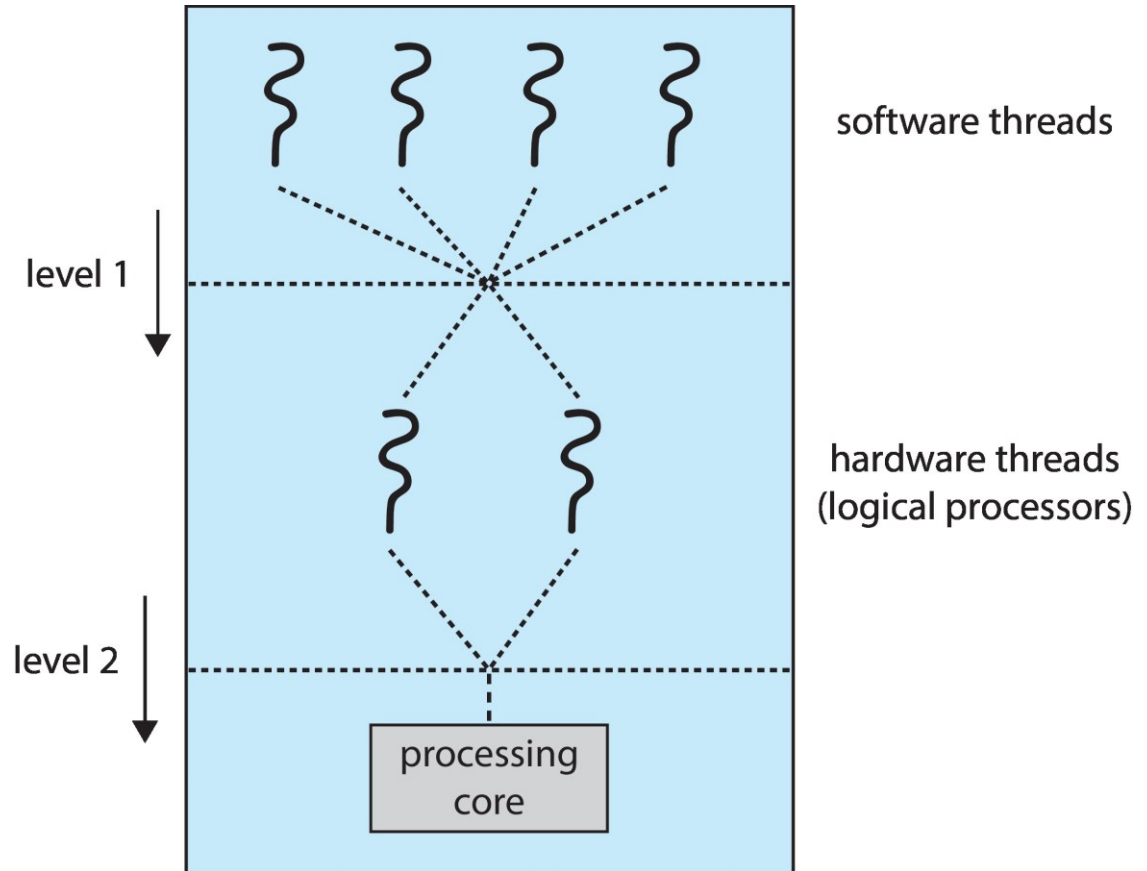 software threads
level 1
hardware threads
(logical processors)
level 2
processing
core